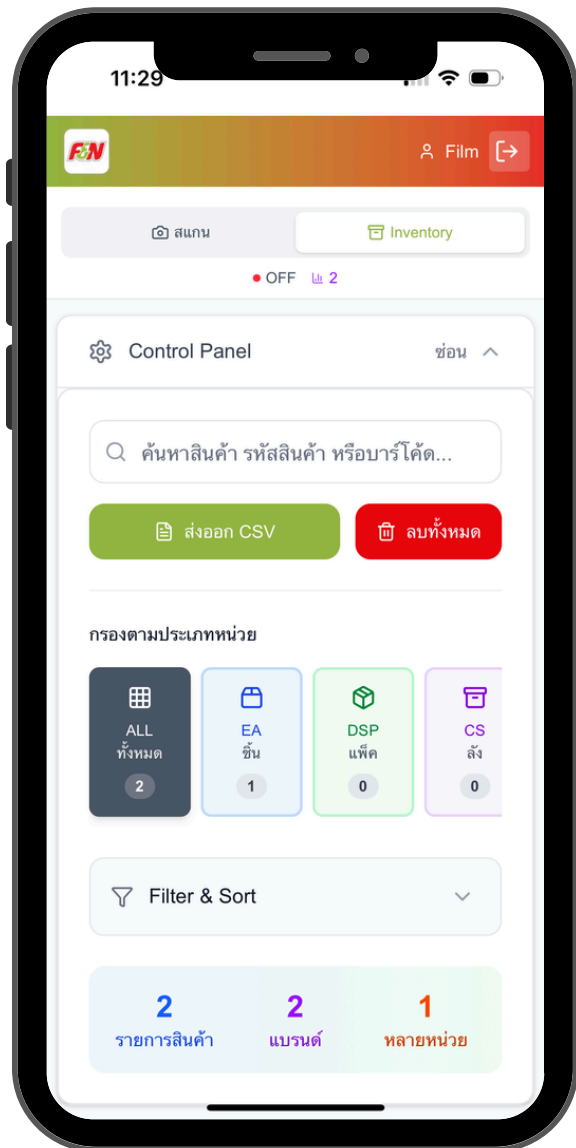 11:29
F&N
Film
สแกน
Inventory
OFF 2
Control Panel
ซ่อน
ค้นหาสินค้า รหัสสินค้า หรือบาร์โค้ด...
ส่งออก CSV
ลบทั้งหมด
กรองตามประเภทหน่วย
ALL
ทั้งหมด
2
EA
ชิ้น
1
DSP
แพ็ค
0
CS
ลัง
0
Filter & Sort
2
รายการสินค้า
2
แบรนด์
1
หลายหน่วย